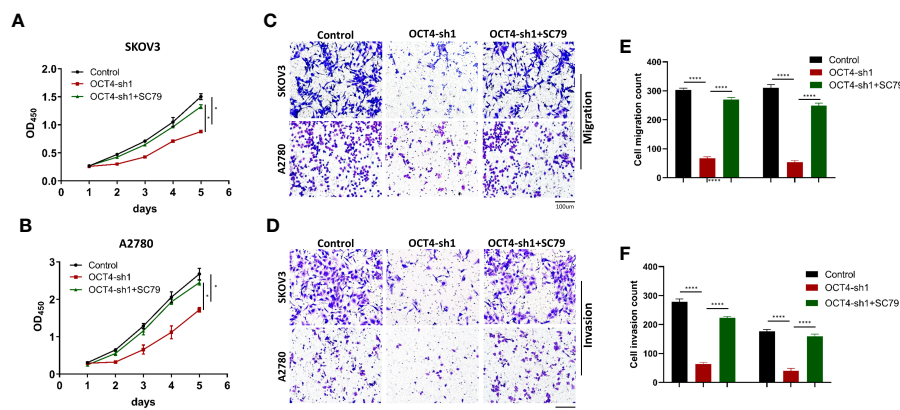 A
SKOV3
Control
OCT4-sh1
OCT4-sh1+SC79
OD450
2.0
1.5
1.0
0.5
0.0
0 1 2 3 4 5 6
days
*
*
B
A2780
Control
OCT4-sh1
OCT4-sh1+SC79
OD450
3
2
1
0
0 1 2 3 4 5 6
days
*
*
C
Control OCT4-sh1 OCT4-sh1+SC79
SKOV3
A2780
Migration
100um
D
Control OCT4-sh1 OCT4-sh1+SC79
SKOV3
A2780
Invasion
E
Control
OCT4-sh1
OCT4-sh1+SC79
Cell migration count
400
300
200
100
0
**** **** **** ****
****
F
Control
OCT4-sh1
OCT4-sh1+SC79
Cell invasion count
400
300
200
100
0
**** **** **** ****